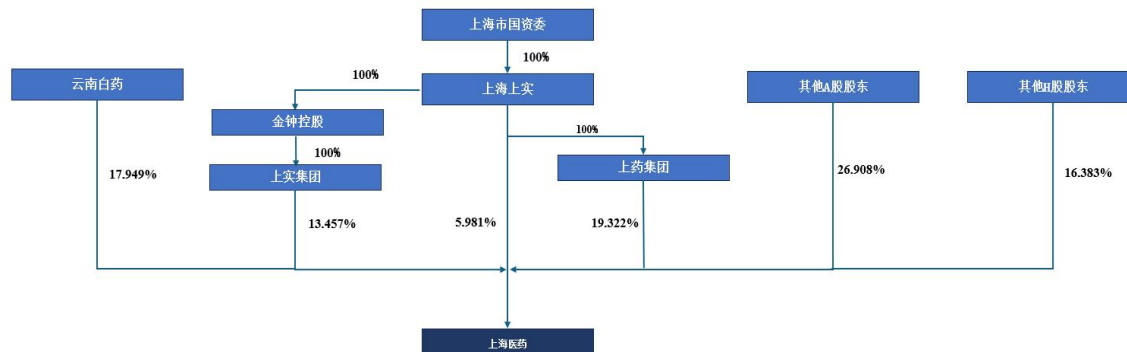 上海市国资委
100%
100%
云南白药
上海上实
其他A股股东
其他H股股东
金钟控股
100%
100%
上实集团
上药集团
17.949%
26.908%
16.383%
13.457%
5.981%
19.322%
上海医药